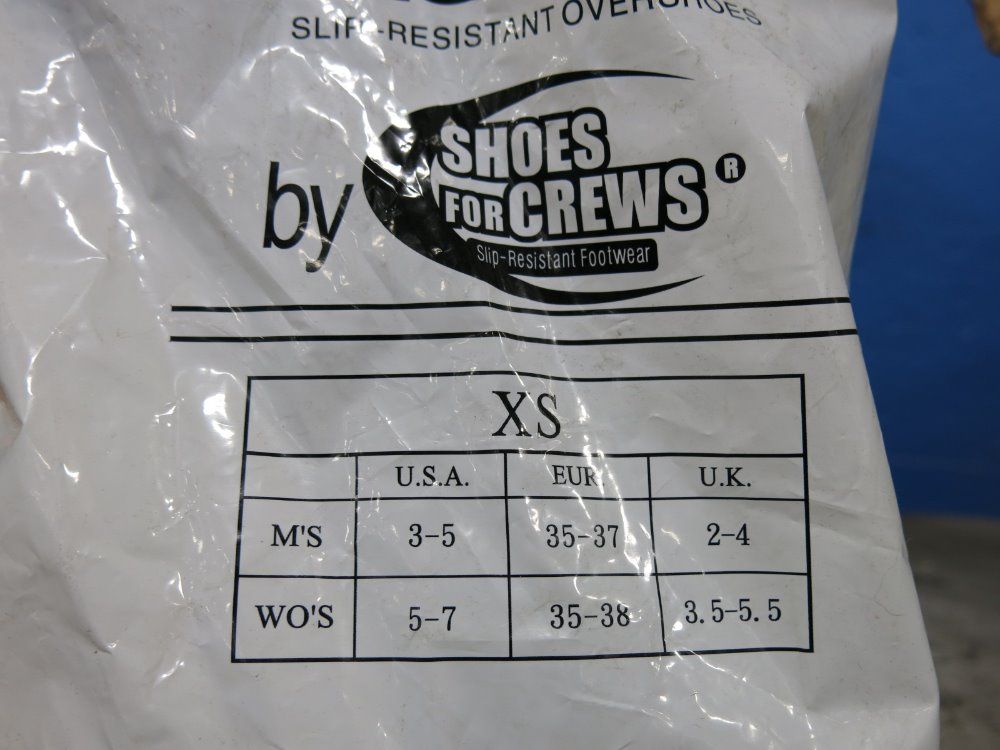 SLIP-RESISTANT OVERSHOES
by SHOES FOR CREWS®
Slip-Resistant Footwear
XS
U.S.A. EUR U.K.
M'S 3-5 35-37 2-4
WO'S 5-7 35-38 3.5-5.5